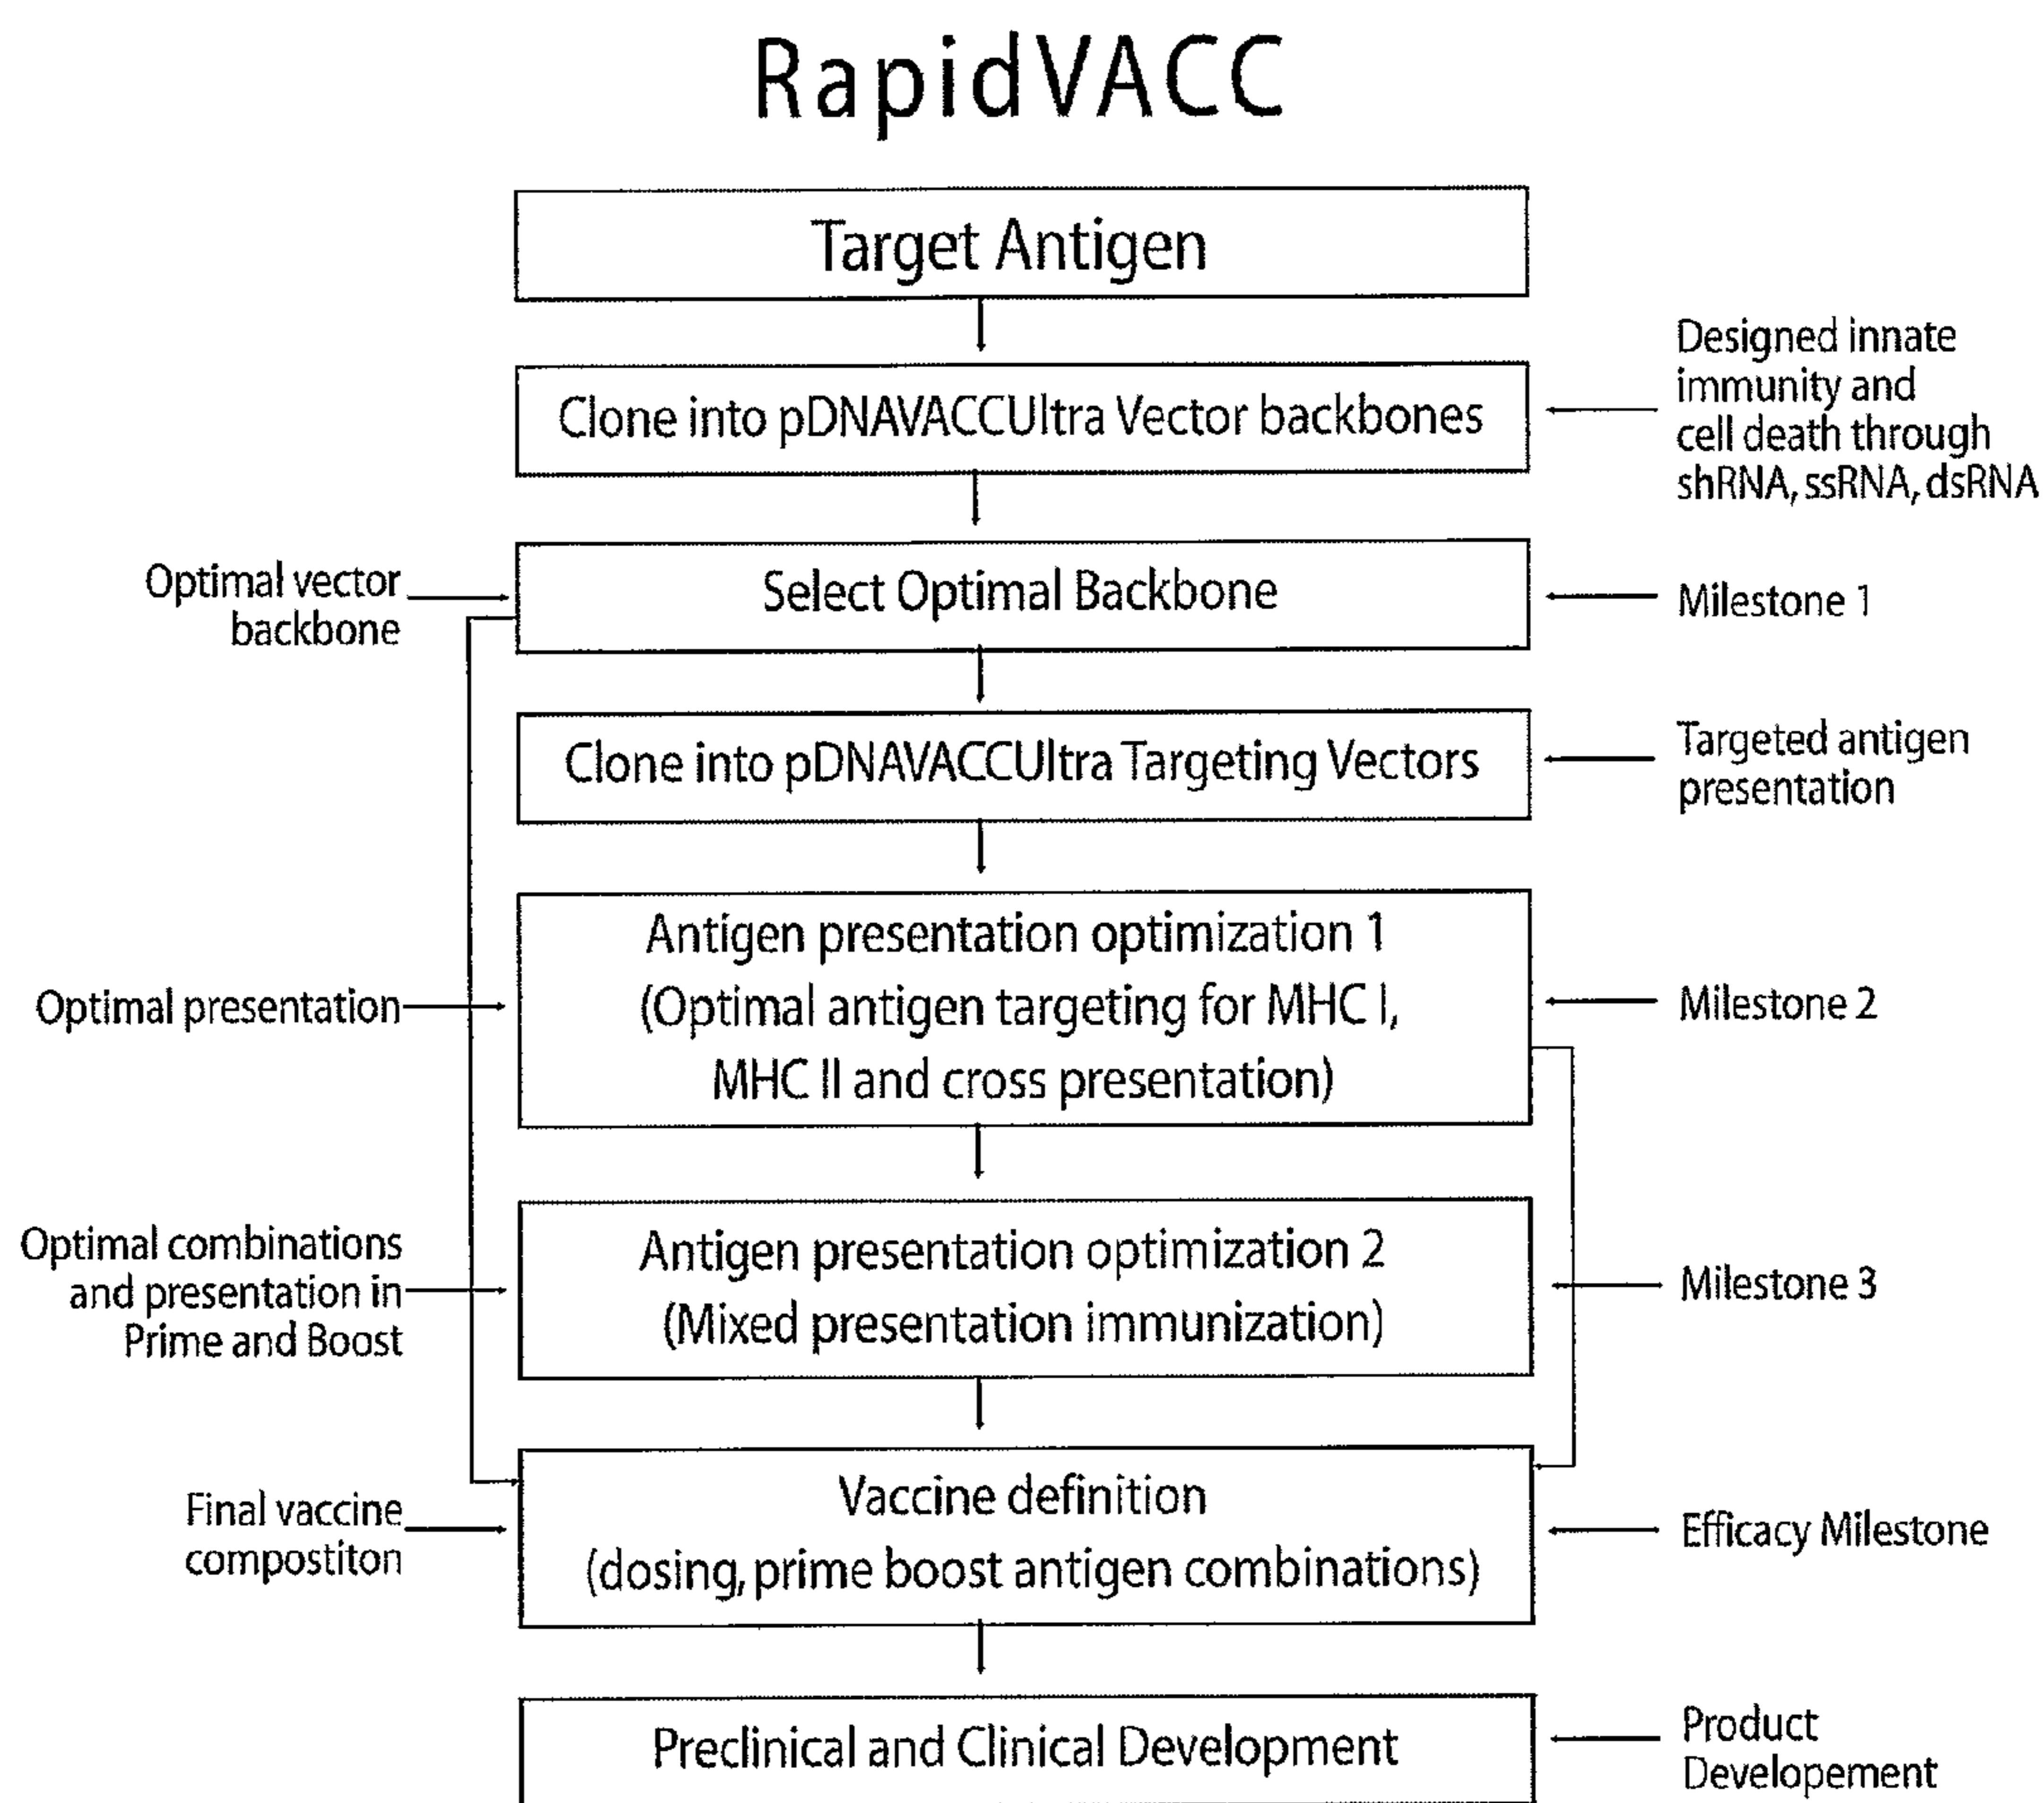 RapidVACC
Target Antigen
Clone into pDNAVACCUltra Vector backbones
Designed innate
immunity and
cell death through
shRNA, ssRNA, dsRNA
Optimal vector
backbone
Select Optimal Backbone
Milestone 1
Clone into pDNAVACCUltra Targeting Vectors
Targeted antigen
presentation
Optimal presentation
Antigen presentation optimization 1
(Optimal antigen targeting for MHC I,
MHC II and cross presentation)
Milestone 2
Optimal combinations
and presentation in
Prime and Boost
Antigen presentation optimization 2
(Mixed presentation immunization)
Milestone 3
Final vaccine
compostiton
Vaccine definition
(dosing, prime boost antigen combinations)
Efficacy Milestone
Preclinical and Clinical Development
Product
Developement